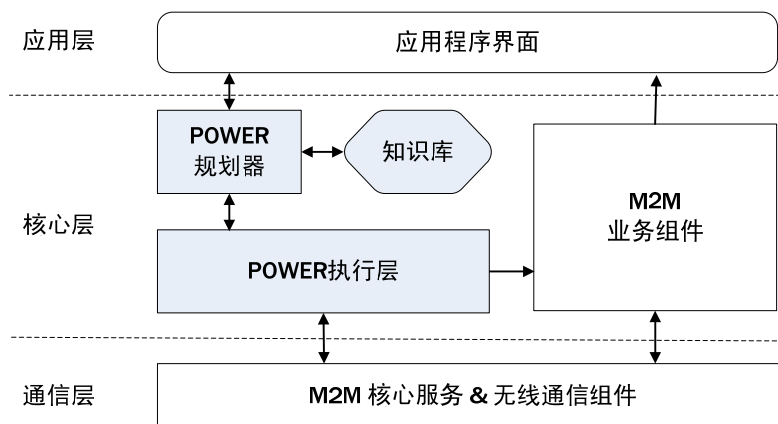 应用层
应用程序界面
POWER
规划器
知识库
M2M
业务组件
核心层
POWER执行层
通信层
M2M 核心服务 & 无线通信组件